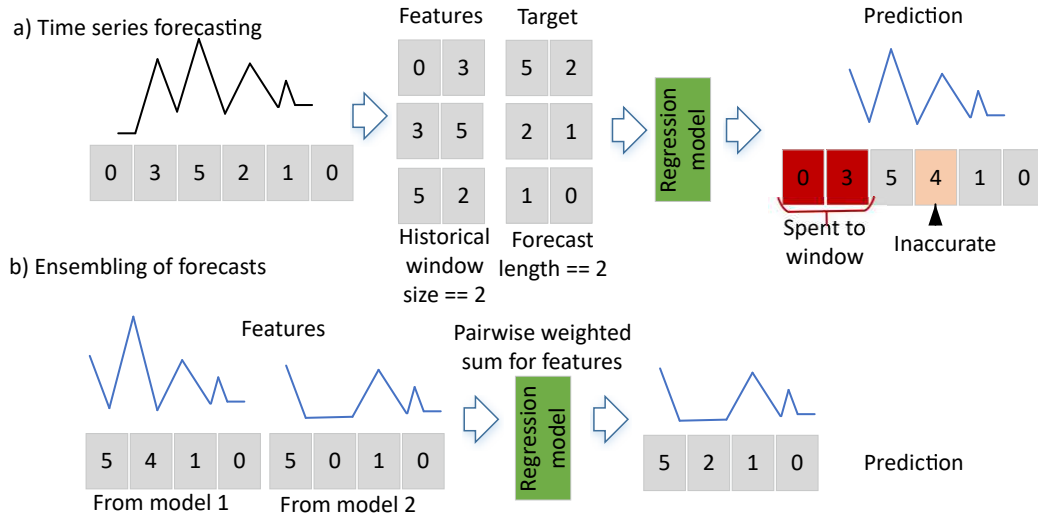 Features
Target
Prediction
a) Time series forecasting
0 3
5 2
3 5
2 1
Regression
model
0 3 5 2 1 0
5 2
1 0
0 3 5 4 1 0
Historical
window
size == 2
Forecast
length == 2
Spent to
window
Inaccurate
b) Ensembling of forecasts
Features
Pairwise weighted
sum for features
Regression
model
5 4 1 0
5 0 1 0
5 2 1 0
Prediction
From model 1
From model 2